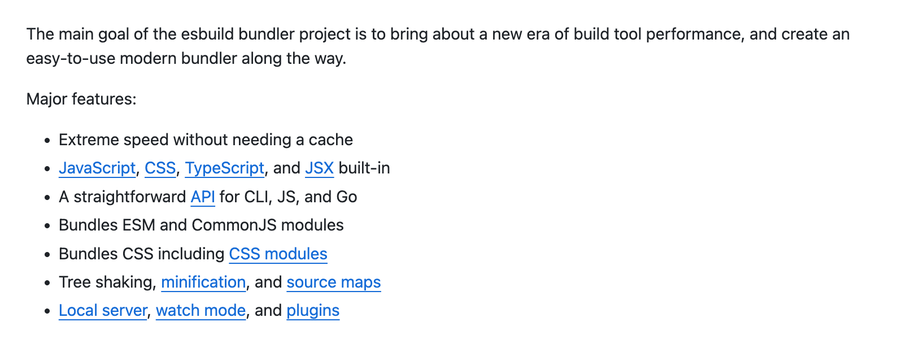 The main goal of the esbuild bundler project is to bring about a new era of build tool performance, and create an
easy-to-use modern bundler along the way.
Major features:
• Extreme speed without needing a cache
• JavaScript, CSS, TypeScript, and JSX built-in
• A straightforward API for CLI, JS, and Go
• Bundles ESM and CommonJS modules
• Bundles CSS including CSS modules
• Tree shaking, minification, and source maps
• Local server, watch mode, and plugins